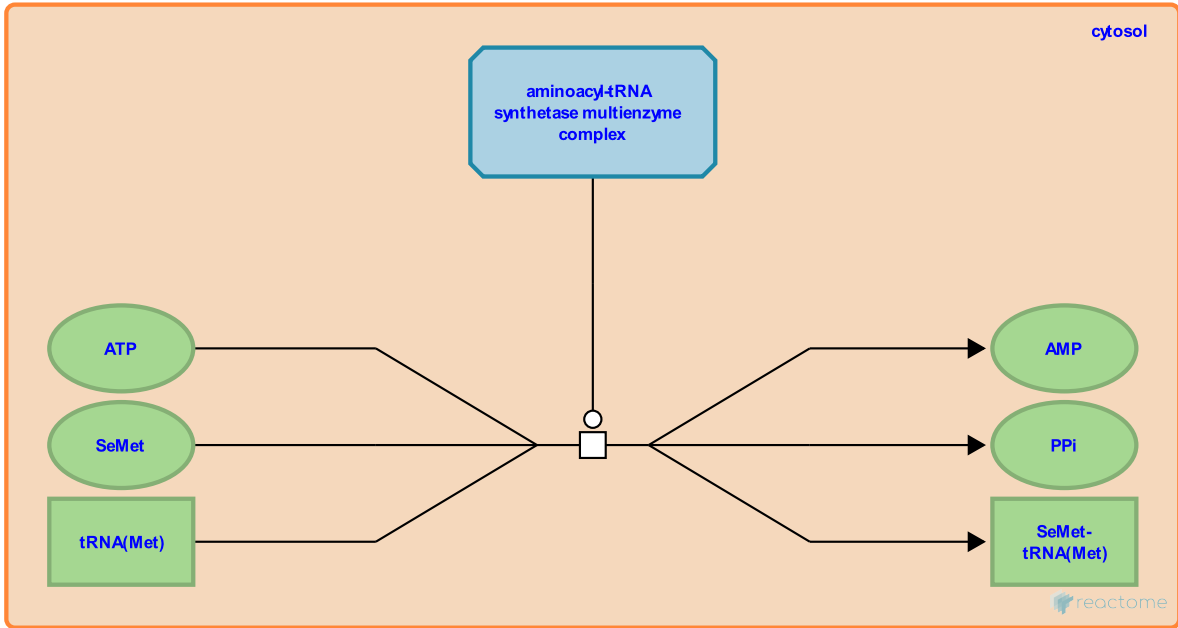 cytosol
aminoacyl-tRNA
synthetase multienzyme
complex
ATP
AMP
SeMet
PPi
tRNA(Met)
SeMet-
tRNA(Met)
reactome